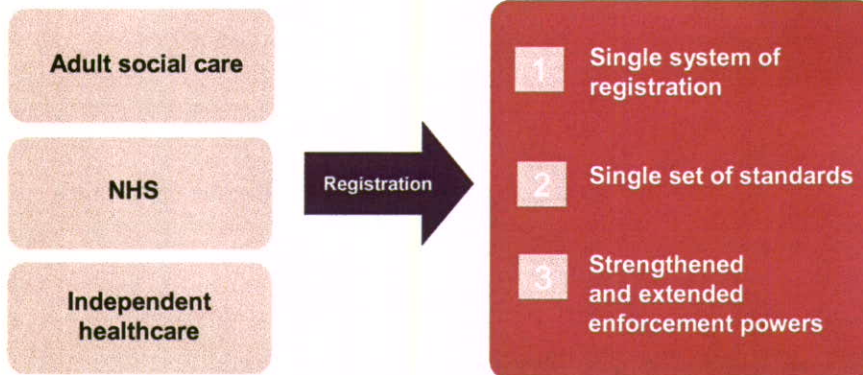 Adult social care
NHS
Independent
healthcare
Registration
1
Single system of
registration
2
Single set of standards
3
Strengthened
and extended
enforcement powers